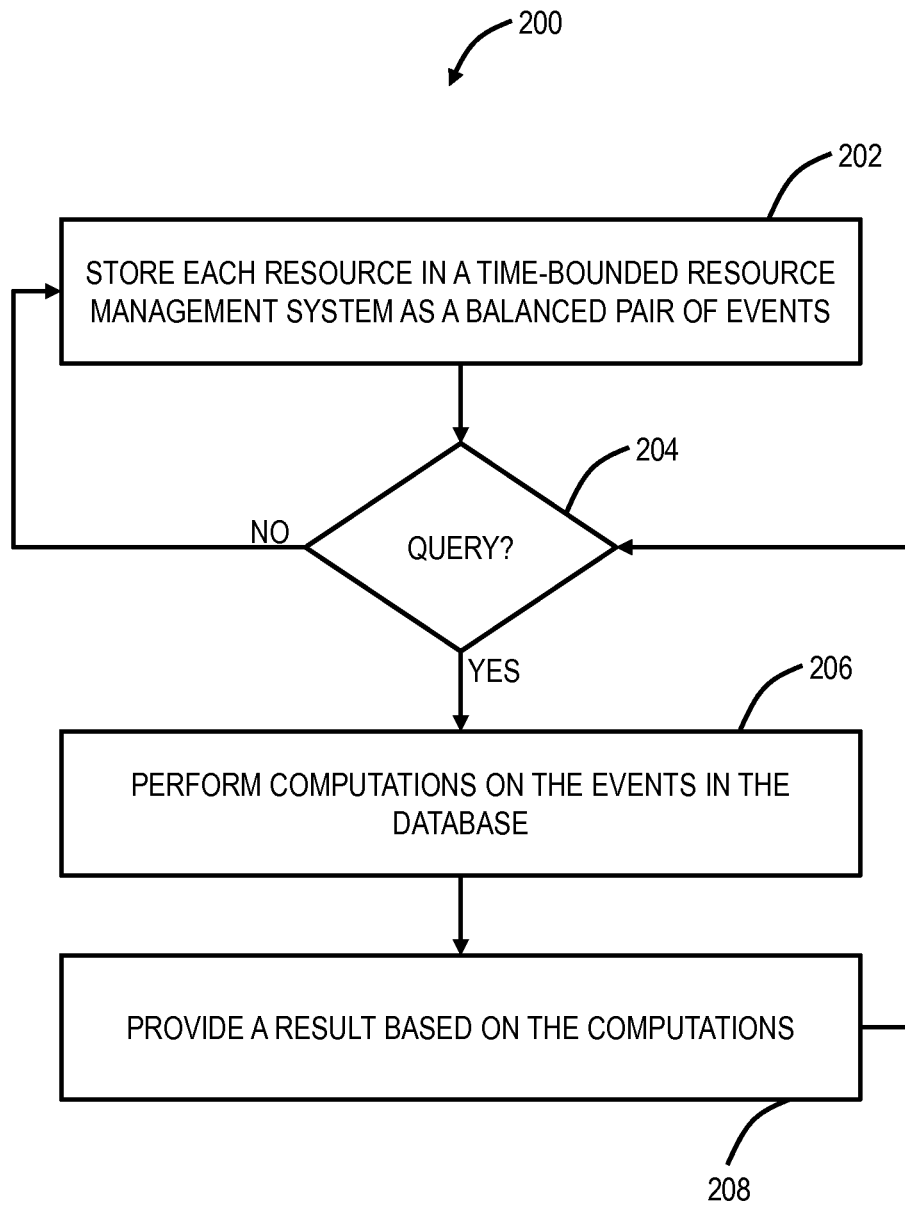 200
202
STORE EACH RESOURCE IN A TIME-BOUNDED RESOURCE
MANAGEMENT SYSTEM AS A BALANCED PAIR OF EVENTS
204
NO
QUERY?
YES
206
PERFORM COMPUTATIONS ON THE EVENTS IN THE
DATABASE
PROVIDE A RESULT BASED ON THE COMPUTATIONS
208